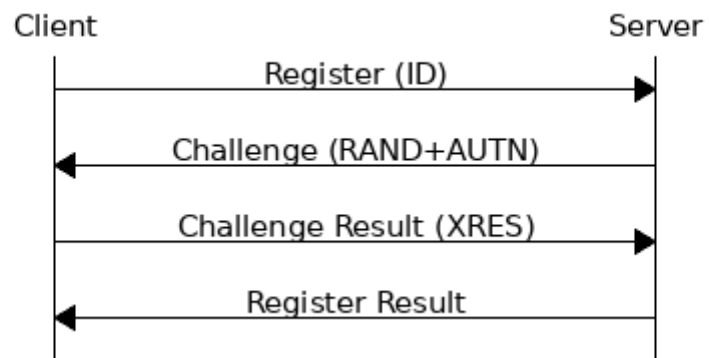 Client
Server
Register (ID)
Challenge (RAND+AUTN)
Challenge Result (XRES)
Register Result